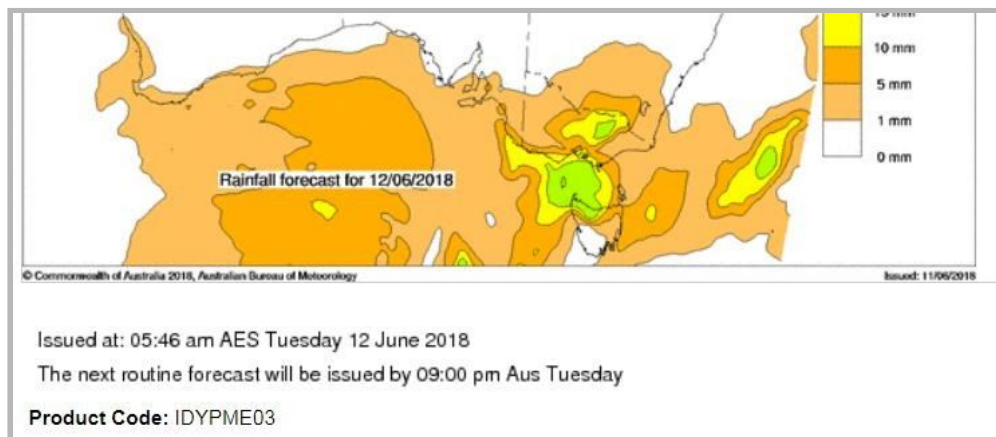 15 mm
10 mm
5 mm
1 mm
0 mm
Rainfall forecast for 12/06/2018
© Commonwealth of Australia 2018, Australian Bureau of Meteorology
Issued: 11/06/2018
Issued at: 05:46 am AES Tuesday 12 June 2018
The next routine forecast will be issued by 09:00 pm Aus Tuesday
Product Code: IDYPME03